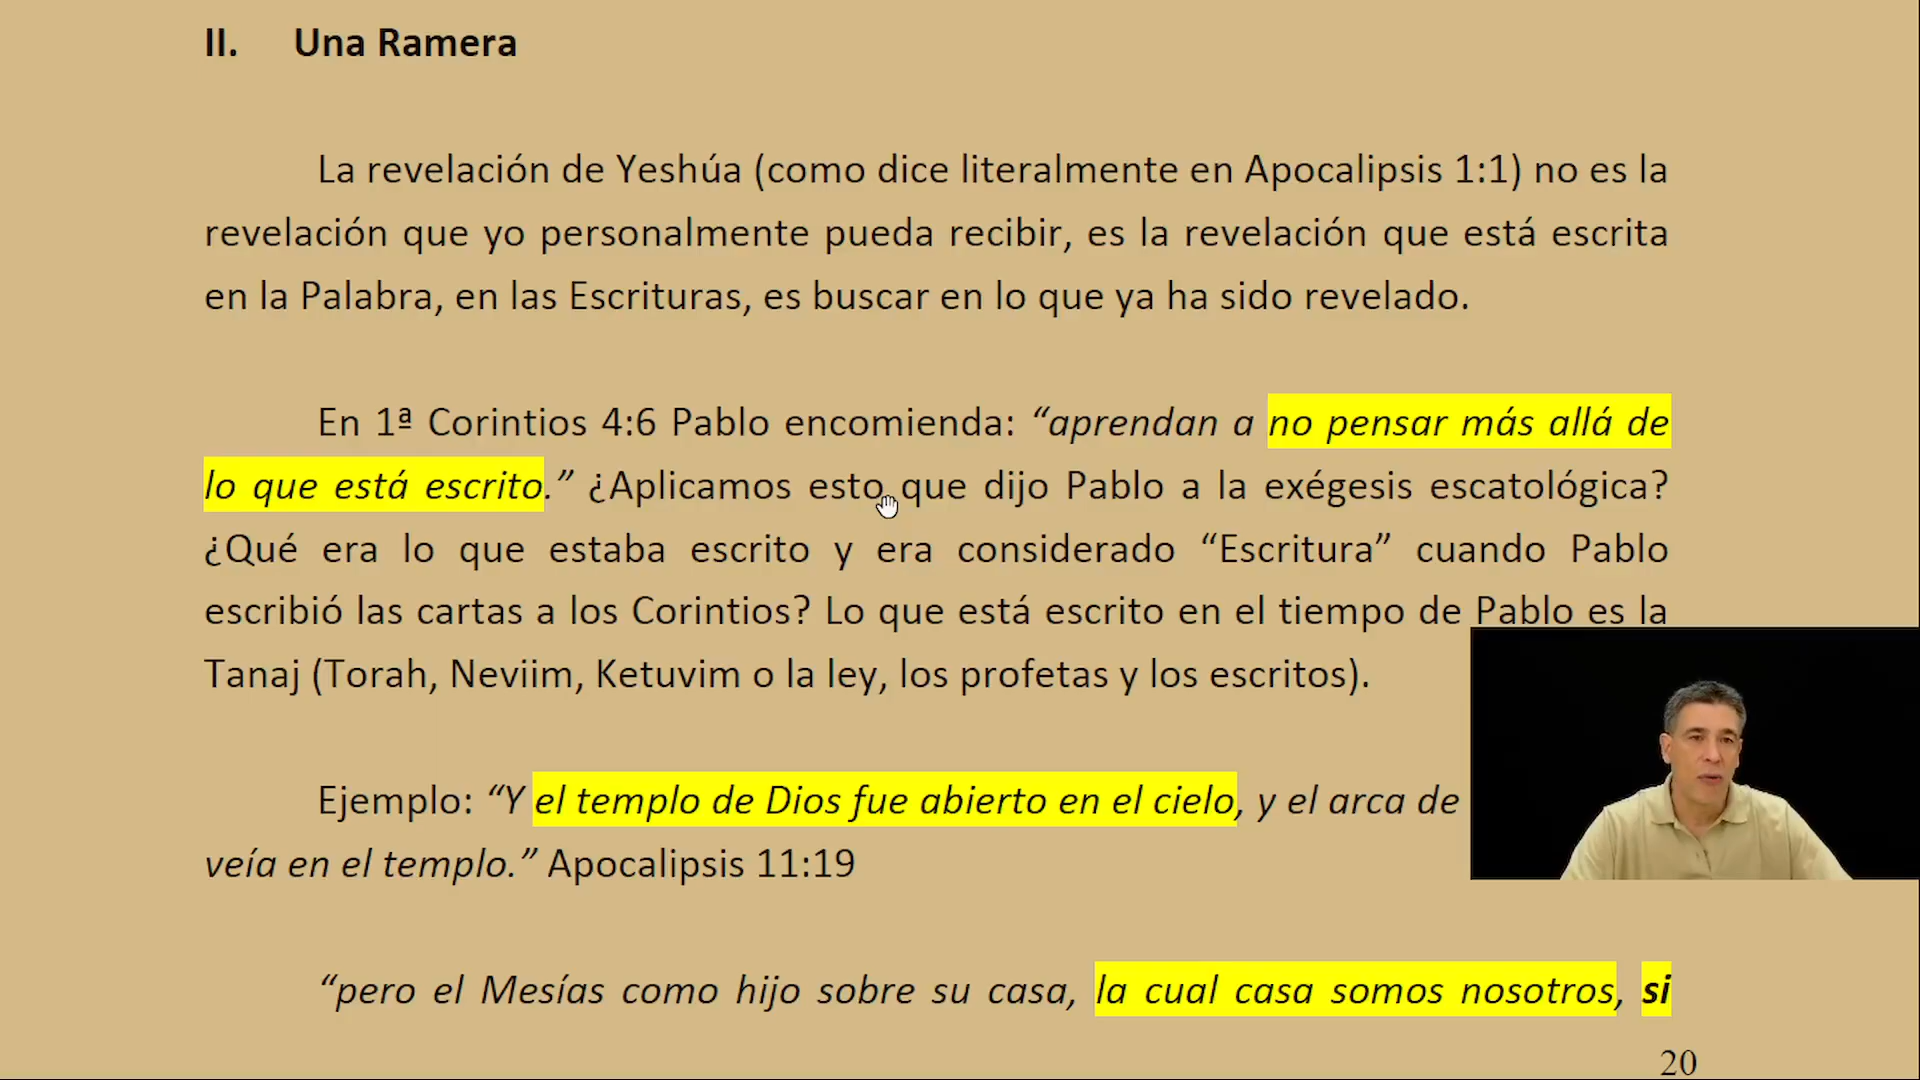 II. Una Ramera
La revelación de Yeshúa (como dice literalmente en Apocalipsis 1:1) no es la
revelación que yo personalmente pueda recibir, es la revelación que está escrita
en la Palabra, en las Escrituras, es buscar en lo que ya ha sido revelado.
En 1ª Corintios 4:6 Pablo encomienda: “aprendan a no pensar más allá de
lo que está escrito.” ¿Aplicamos esto que dijo Pablo a la exégesis escatológica?
¿Qué era lo que estaba escrito y era considerado “Escritura” cuando Pablo
escribió las cartas a los Corintios? Lo que está escrito en el tiempo de Pablo es la
Tanaj (Torah, Neviim, Ketuvim o la ley, los profetas y los escritos).
Ejemplo: “Y el templo de Dios fue abierto en el cielo, y el arca de
veía en el templo.” Apocalipsis 11:19
“pero el Mesías como hijo sobre su casa, la cual casa somos nosotros, si
20